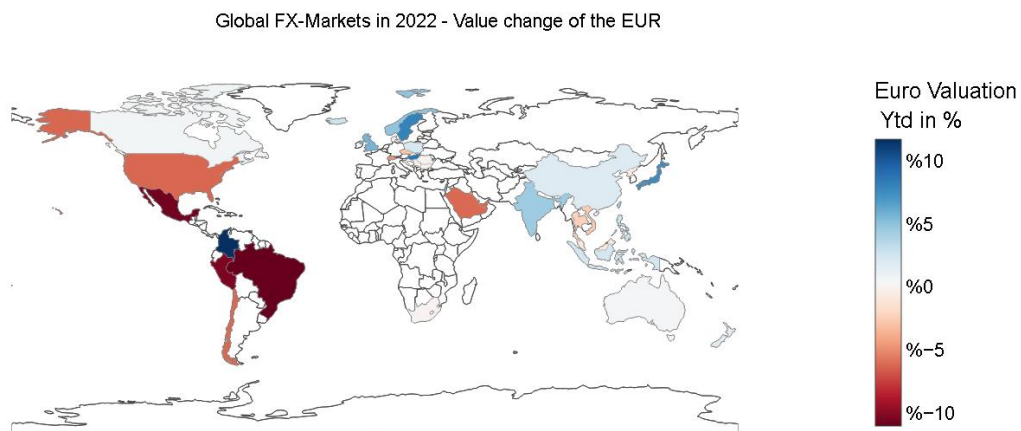 Global FX-Markets in 2022 - Value change of the EUR
Euro Valuation
Ytd in %
%10
%5
%0
%−5
%−10